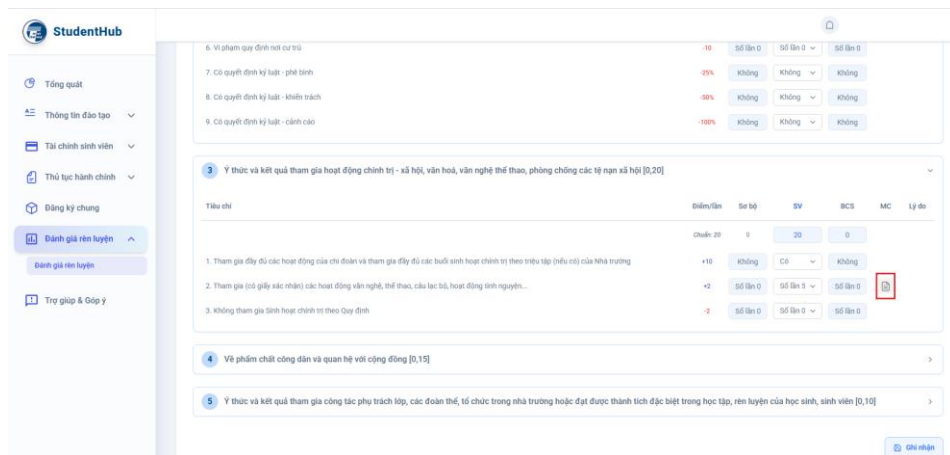 StudentHub
Tổng quát
Thông tin đào tạo
Tài chính sinh viên
Thủ tục hành chính
Đăng ký chung
Đánh giá rèn luyện
Đánh giá rèn luyện
Trợ giúp & Góp ý
6. Vi phạm quy định nơi cư trú -10 Số lần 0 Số lần 0 Số lần 0
7. Có quyết định kỷ luật - phê bình -25% Không Không Không
8. Có quyết định kỷ luật - khiển trách -50% Không Không Không
9. Có quyết định kỷ luật - cảnh cáo -100% Không Không Không
3 Ý thức và kết quả tham gia hoạt động chính trị - xã hội, văn hoá, văn nghệ thể thao, phòng chống các tệ nạn xã hội [0,20]
Tiêu chí Điểm/lần Sơ bộ SV BCS MC Lý do
Chuẩn: 20 0 20 0
1. Tham gia đầy đủ các hoạt động của chi đoàn và tham gia đầy đủ các buổi sinh hoạt chính trị theo triệu tập (nếu có) của Nhà trường +10 Không Có Không
2. Tham gia (có giấy xác nhận) các hoạt động văn nghệ, thể thao, câu lạc bộ, hoạt động tình nguyện... +2 Số lần 0 Số lần 5 Số lần 0
3. Không tham gia Sinh hoạt chính trị theo Quy định -2 Số lần 0 Số lần 0 Số lần 0
4 Về phẩm chất công dân và quan hệ với cộng đồng [0,15]
5 Ý thức và kết quả tham gia công tác phụ trách lớp, các đoàn thể, tổ chức trong nhà trường hoặc đạt được thành tích đặc biệt trong học tập, rèn luyện của học sinh, sinh viên [0,10]
Ghi nhận